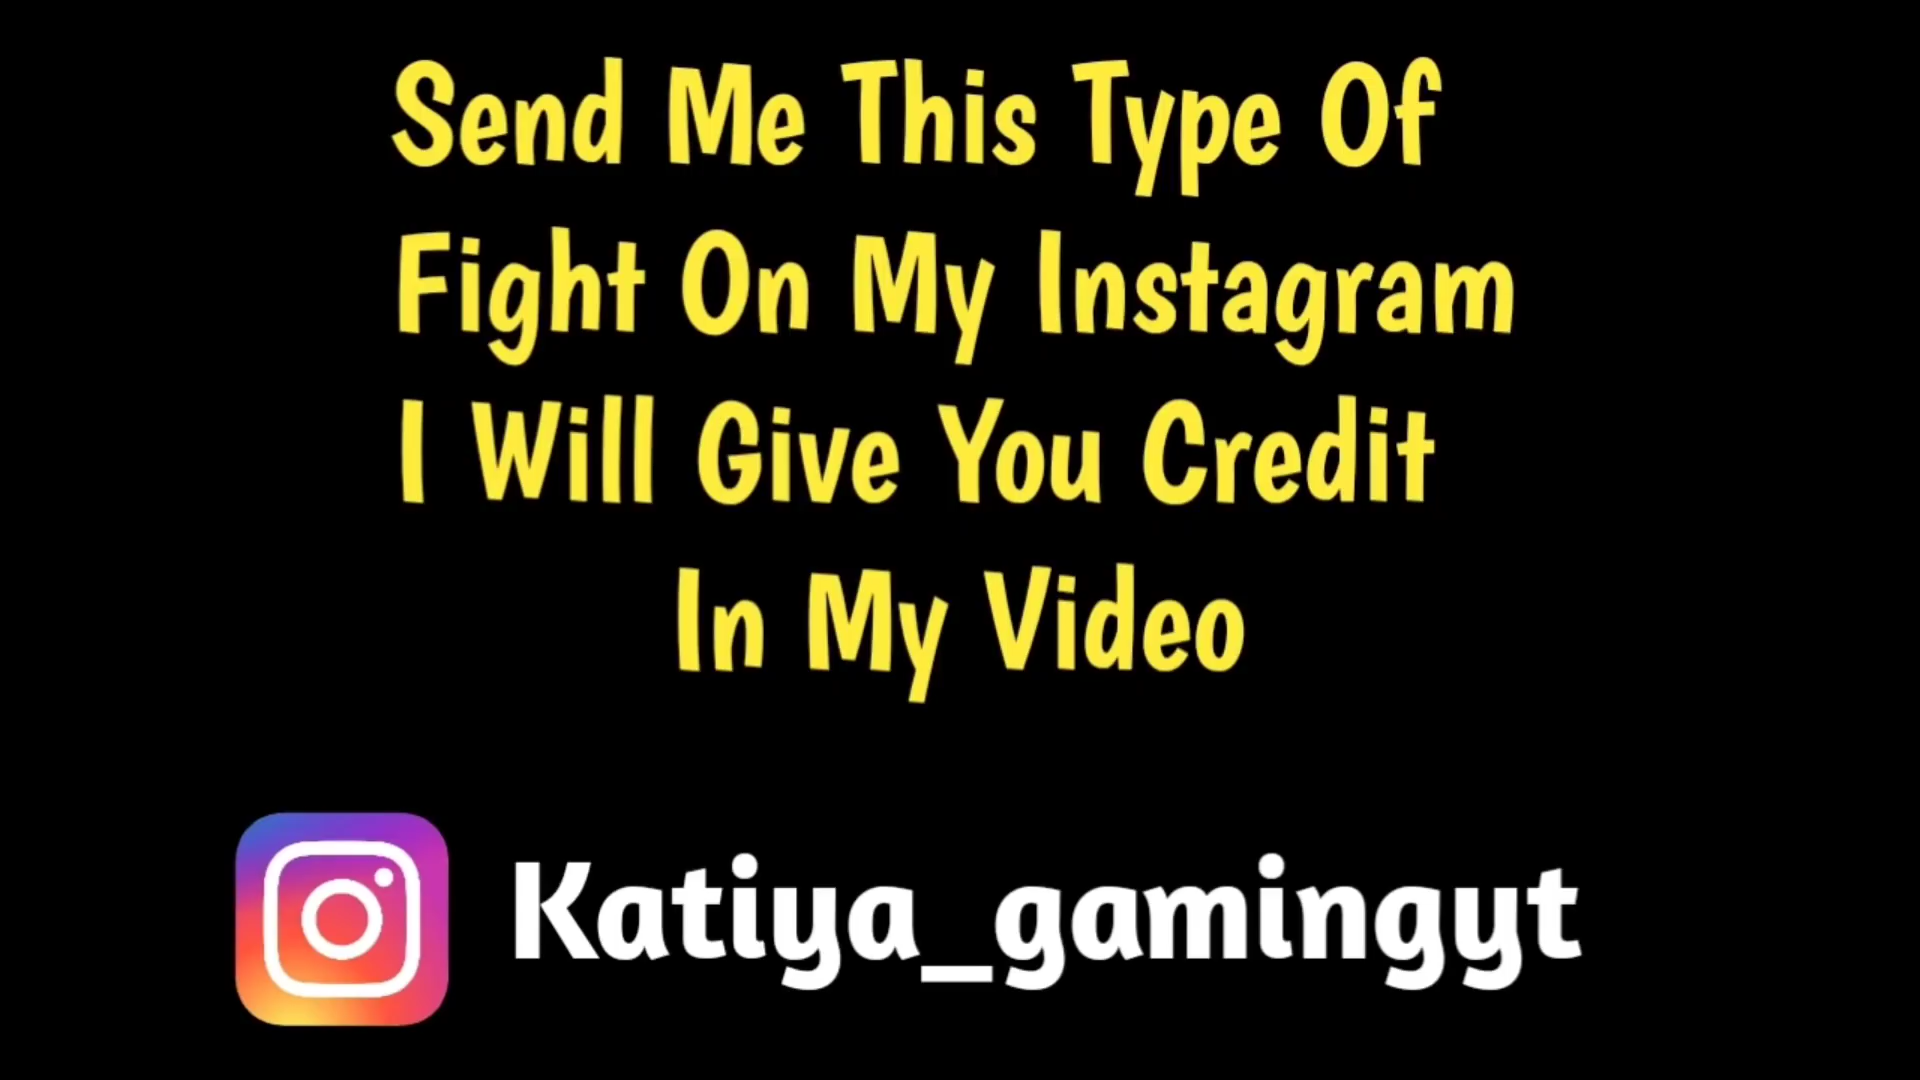 Send Me This Type Of
Fight On My Instagram
I Will Give You Credit
In My Video
Katiya_gamingyt